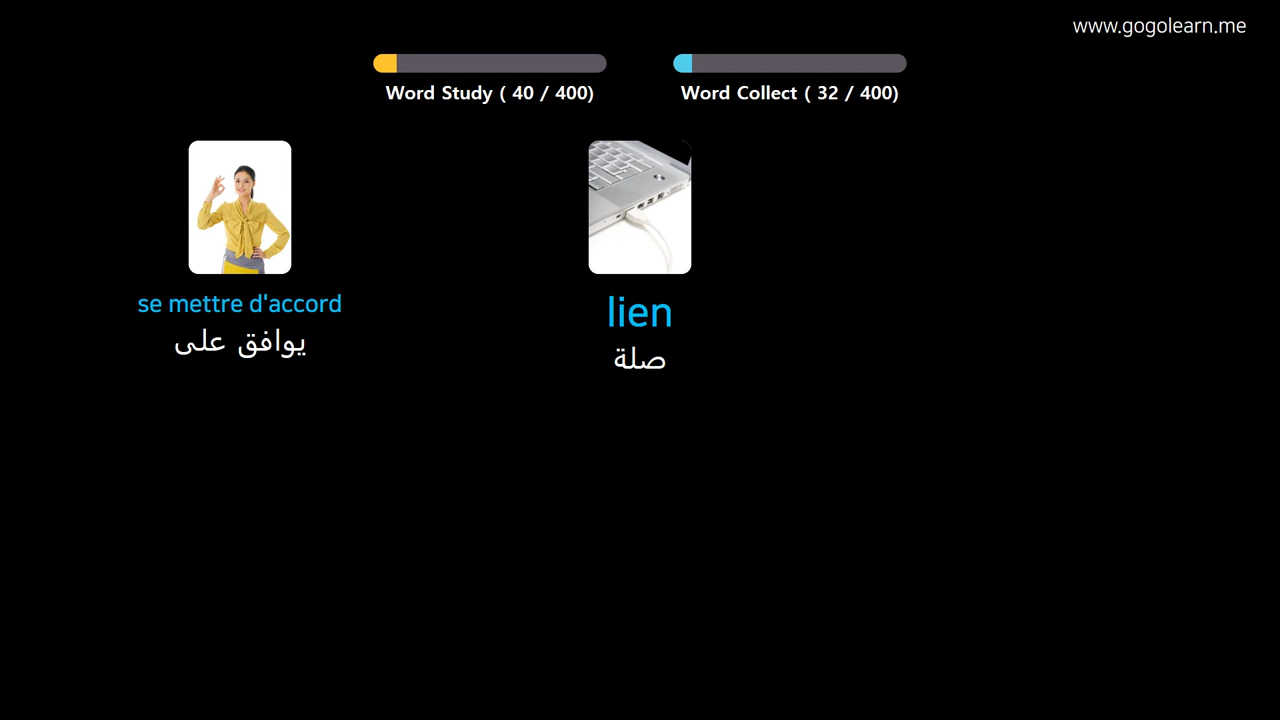 www.gogolearn.me
Word Study ( 40 / 400)
Word Collect ( 32 / 400)
se mettre d'accord
يوافق على
lien
صلة